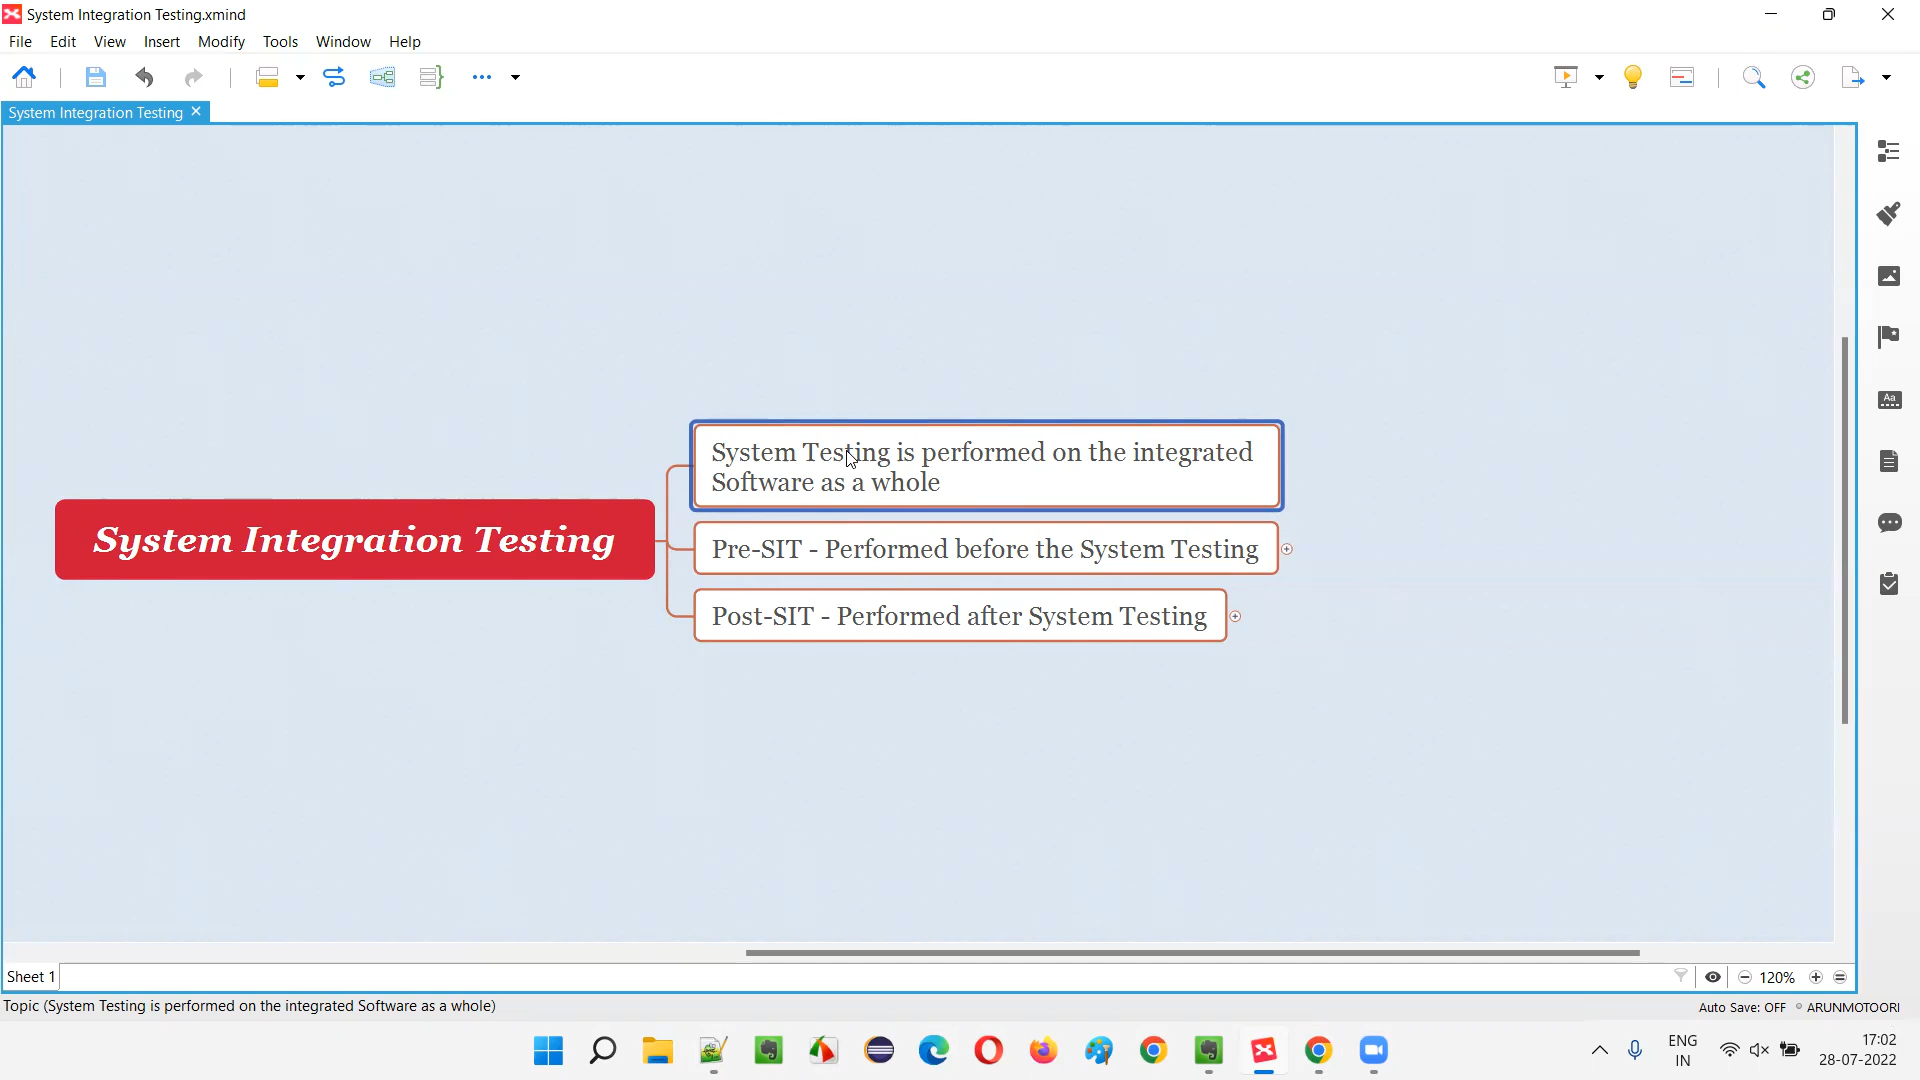 System Integration Testing.xmind
File Edit View Insert Modify Tools Window Help
System Integration Testing
System Testing is performed on the integrated
Software as a whole
System Integration Testing
Pre-SIT - Performed before the System Testing
Post-SIT - Performed after System Testing
Aa
Sheet 1
120%
Topic (System Testing is performed on the integrated Software as a whole)
Auto Save: OFF ARUNMOTOORI
ENG
IN
17:02
28-07-2022